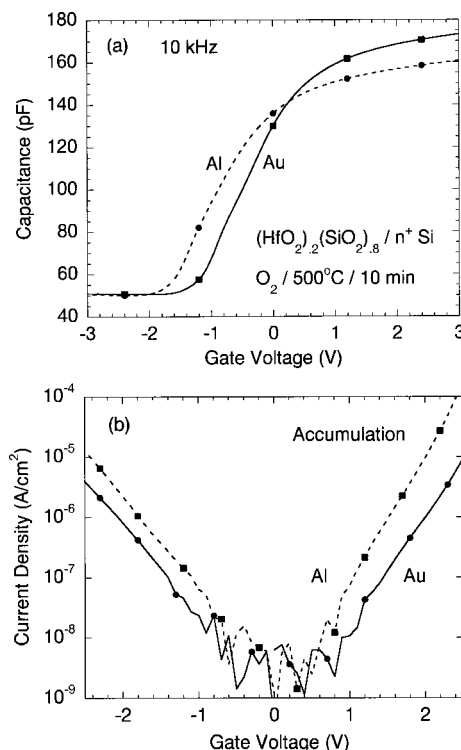 (a) 10 kHz
180
160
140
120
100
80
60
40
Capacitance (pF)
Al
Au
(HfO₂).₂(SiO₂).₈ / n⁺ Si
O₂ / 500°C / 10 min
-3 -2 -1 0 1 2 3
Gate Voltage (V)
(b)
Accumulation
10⁻⁴
10⁻⁵
10⁻⁶
10⁻⁷
10⁻⁸
10⁻⁹
Current Density (A/cm²)
Al
Au
-2 -1 0 1 2
Gate Voltage (V)